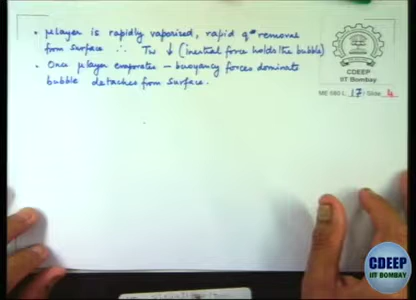 • μlayer is rapidly vaporised, rapid q" removal
from surface ∴ Tw ↓ (inertial force holds the bubble)
• Once μlayer evaporates – buoyancy forces dominate
bubble detaches from surface.
CDEEP
IIT Bombay
ME 660 L 17 / Slide 4
CDEEP
IIT BOMBAY